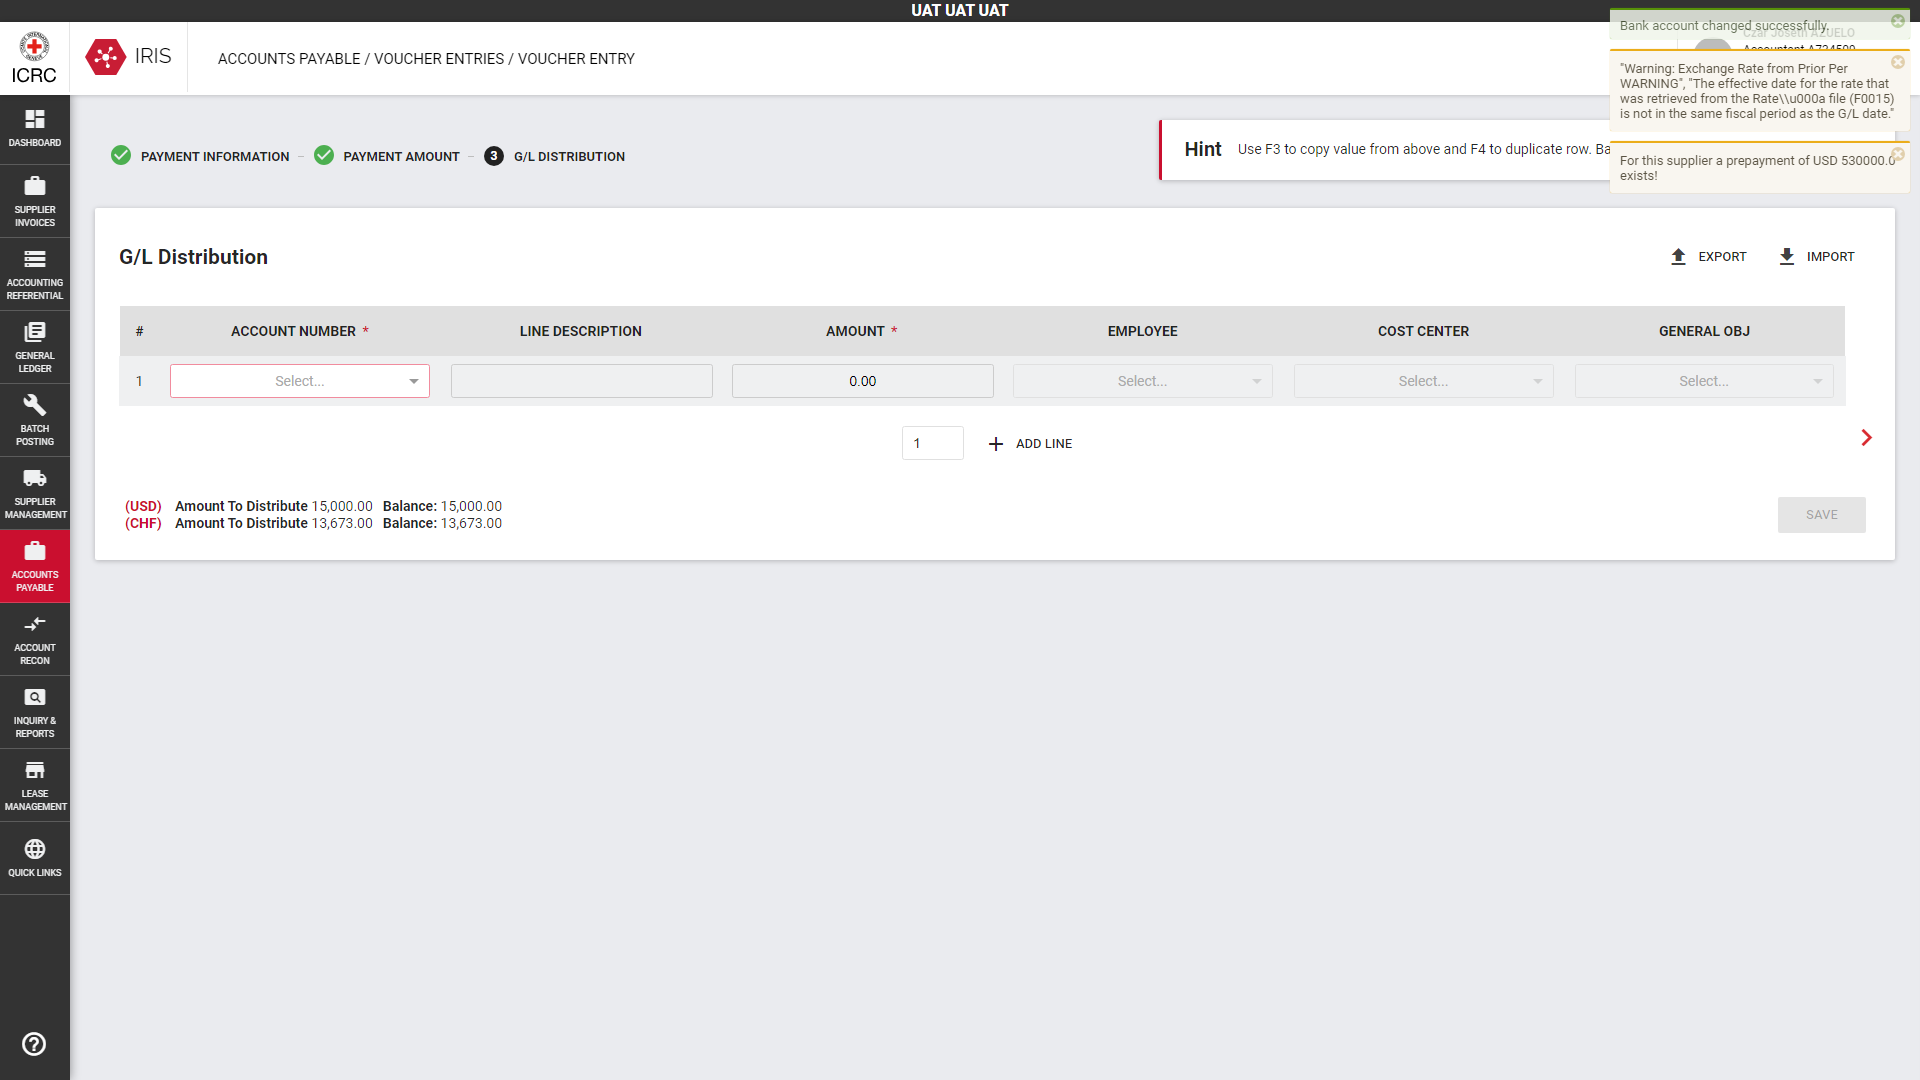 UAT UAT UAT
ICRC
IRIS
ACCOUNTS PAYABLE / VOUCHER ENTRIES / VOUCHER ENTRY
Bank account changed successfully.
Czar Joseth AZUELO
"Warning: Exchange Rate from Prior Per
WARNING", "The effective date for the rate that
was retrieved from the Rate\\u000a file (F0015)
is not in the same fiscal period as the G/L date."
For this supplier a prepayment of USD 530000.0
exists!
DASHBOARD
SUPPLIER
INVOICES
ACCOUNTING
REFERENTIAL
GENERAL
LEDGER
BATCH
POSTING
SUPPLIER
MANAGEMENT
ACCOUNTS
PAYABLE
ACCOUNT
RECON
INQUIRY &
REPORTS
LEASE
MANAGEMENT
QUICK LINKS
PAYMENT INFORMATION
PAYMENT AMOUNT
3 G/L DISTRIBUTION
Hint Use F3 to copy value from above and F4 to duplicate row. Ba
G/L Distribution
EXPORT IMPORT
# ACCOUNT NUMBER * LINE DESCRIPTION AMOUNT * EMPLOYEE COST CENTER GENERAL OBJ
1 Select... 0.00 Select... Select... Select...
1 ADD LINE
(USD) Amount To Distribute 15,000.00 Balance: 15,000.00
(CHF) Amount To Distribute 13,673.00 Balance: 13,673.00
SAVE